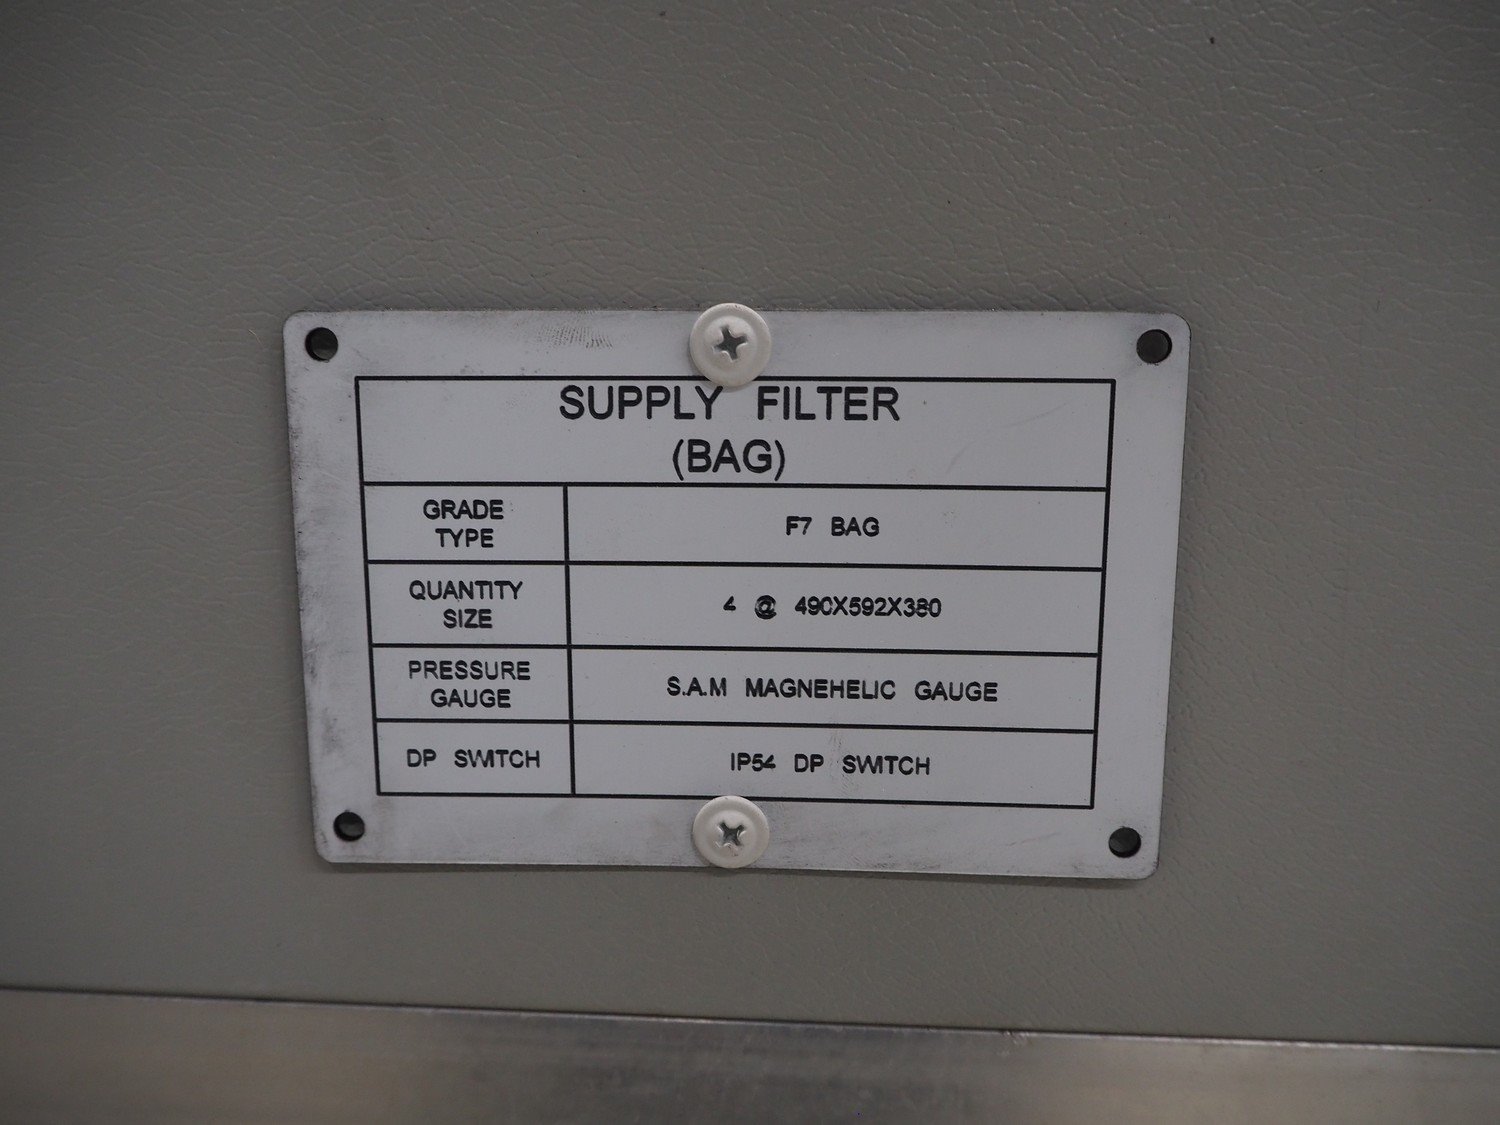 SUPPLY FILTER
(BAG)
GRADE
TYPE
F7 BAG
QUANTITY
SIZE
4 @ 490X592X380
PRESSURE
GAUGE
S.A.M MAGNEHELIC GAUGE
DP SWITCH
IP54 DP SWITCH